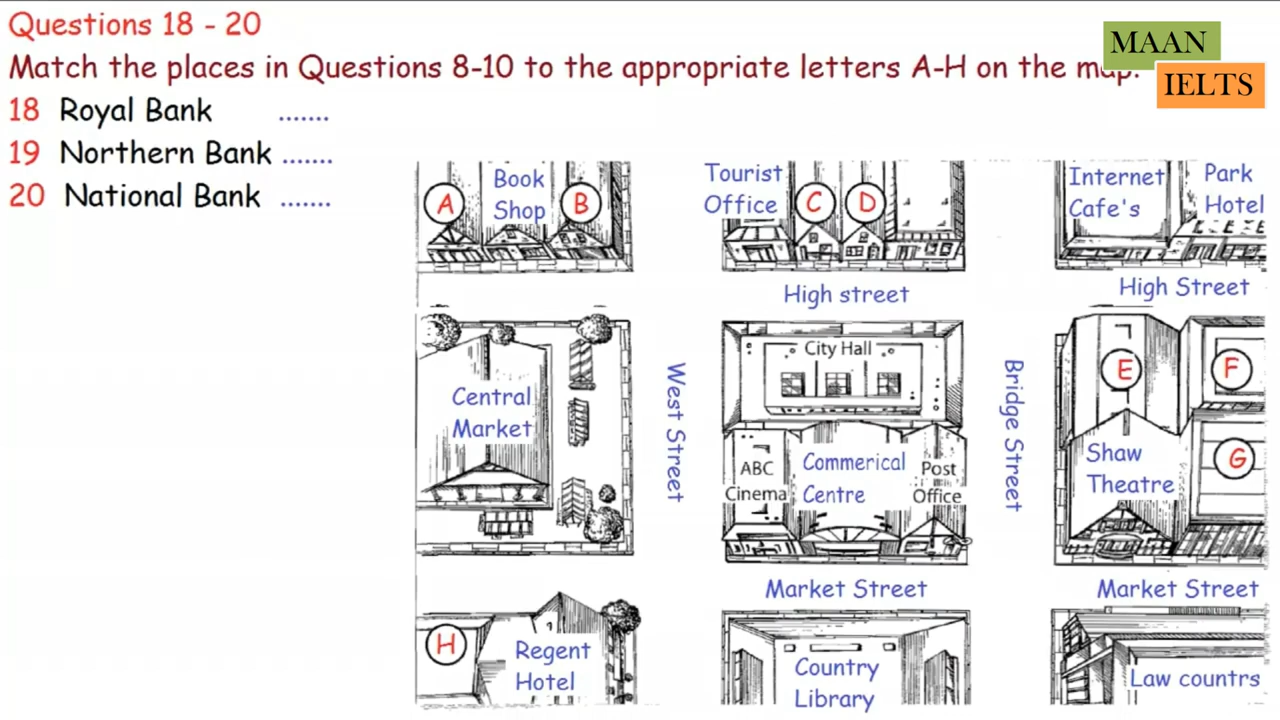 Questions 18 - 20
MAAN
IELTS
Match the places in Questions 8-10 to the appropriate letters A-H on the map.
18 Royal Bank .......
19 Northern Bank .......
20 National Bank .......
A
Book
Shop
B
Tourist
Office
C
D
Internet
Cafe's
Park
Hotel
High street
High Street
City Hall
Central
Market
West Street
Bridge Street
E
F
ABC
Cinema
Commerical
Centre
Post
Office
Shaw
Theatre
G
Market Street
Market Street
H
Regent
Hotel
Country
Library
Law countrs